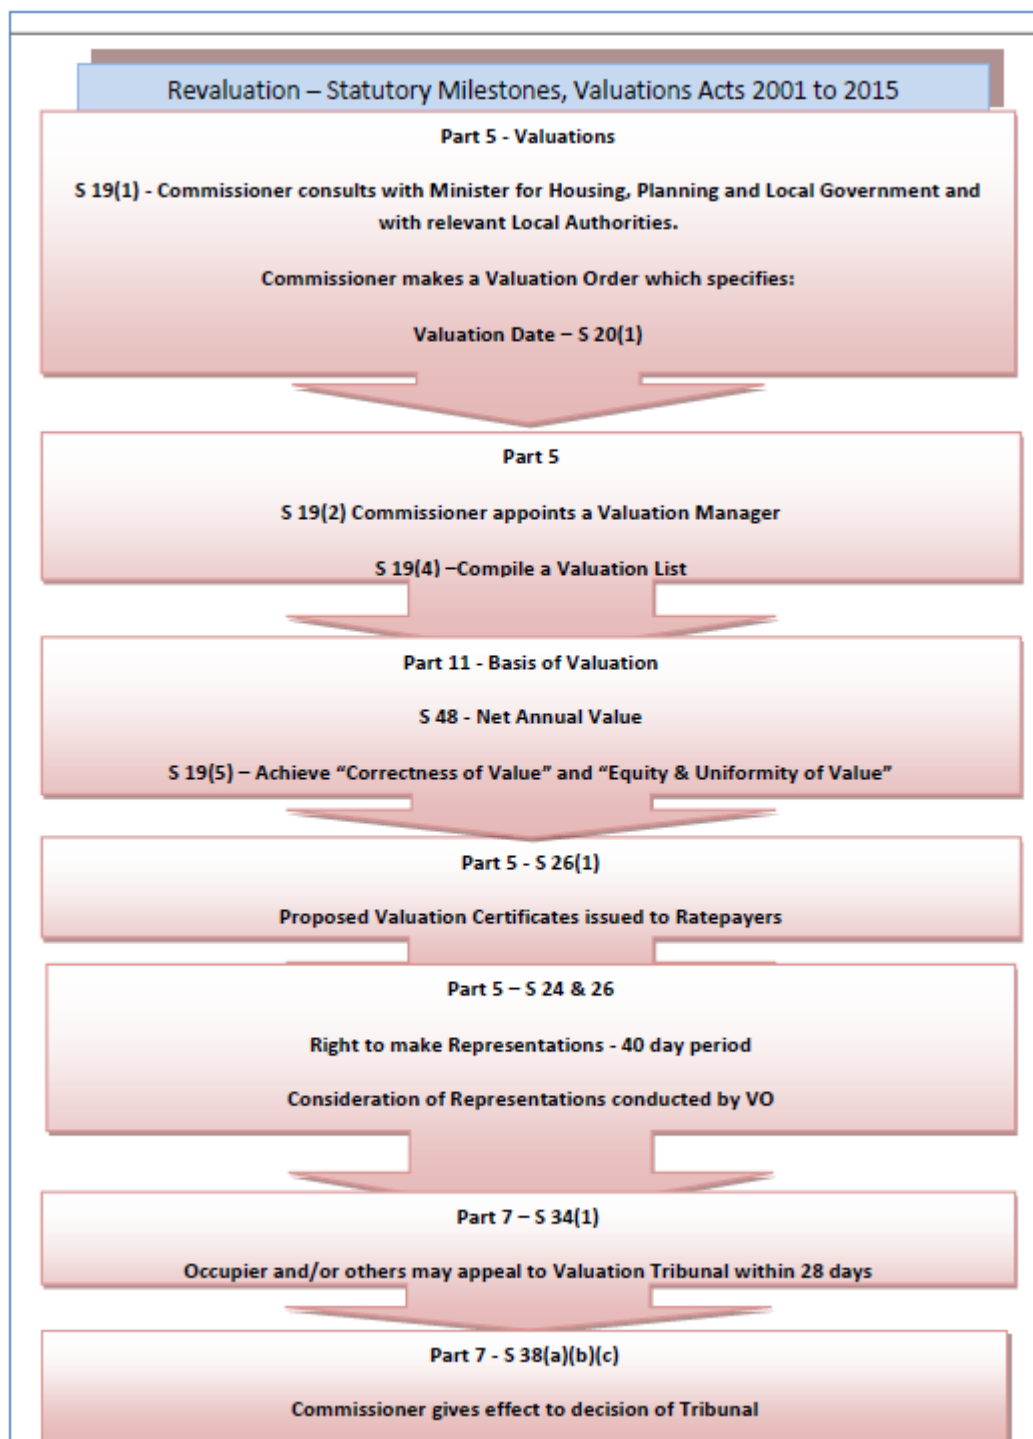 Revaluation – Statutory Milestones, Valuations Acts 2001 to 2015
Part 5 - Valuations
S 19(1) - Commissioner consults with Minister for Housing, Planning and Local Government and
with relevant Local Authorities.
Commissioner makes a Valuation Order which specifies:
Valuation Date – S 20(1)
Part 5
S 19(2) Commissioner appoints a Valuation Manager
S 19(4) –Compile a Valuation List
Part 11 - Basis of Valuation
S 48 - Net Annual Value
S 19(5) – Achieve “Correctness of Value” and “Equity & Uniformity of Value”
Part 5 - S 26(1)
Proposed Valuation Certificates issued to Ratepayers
Part 5 – S 24 & 26
Right to make Representations - 40 day period
Consideration of Representations conducted by VO
Part 7 – S 34(1)
Occupier and/or others may appeal to Valuation Tribunal within 28 days
Part 7 - S 38(a)(b)(c)
Commissioner gives effect to decision of Tribunal